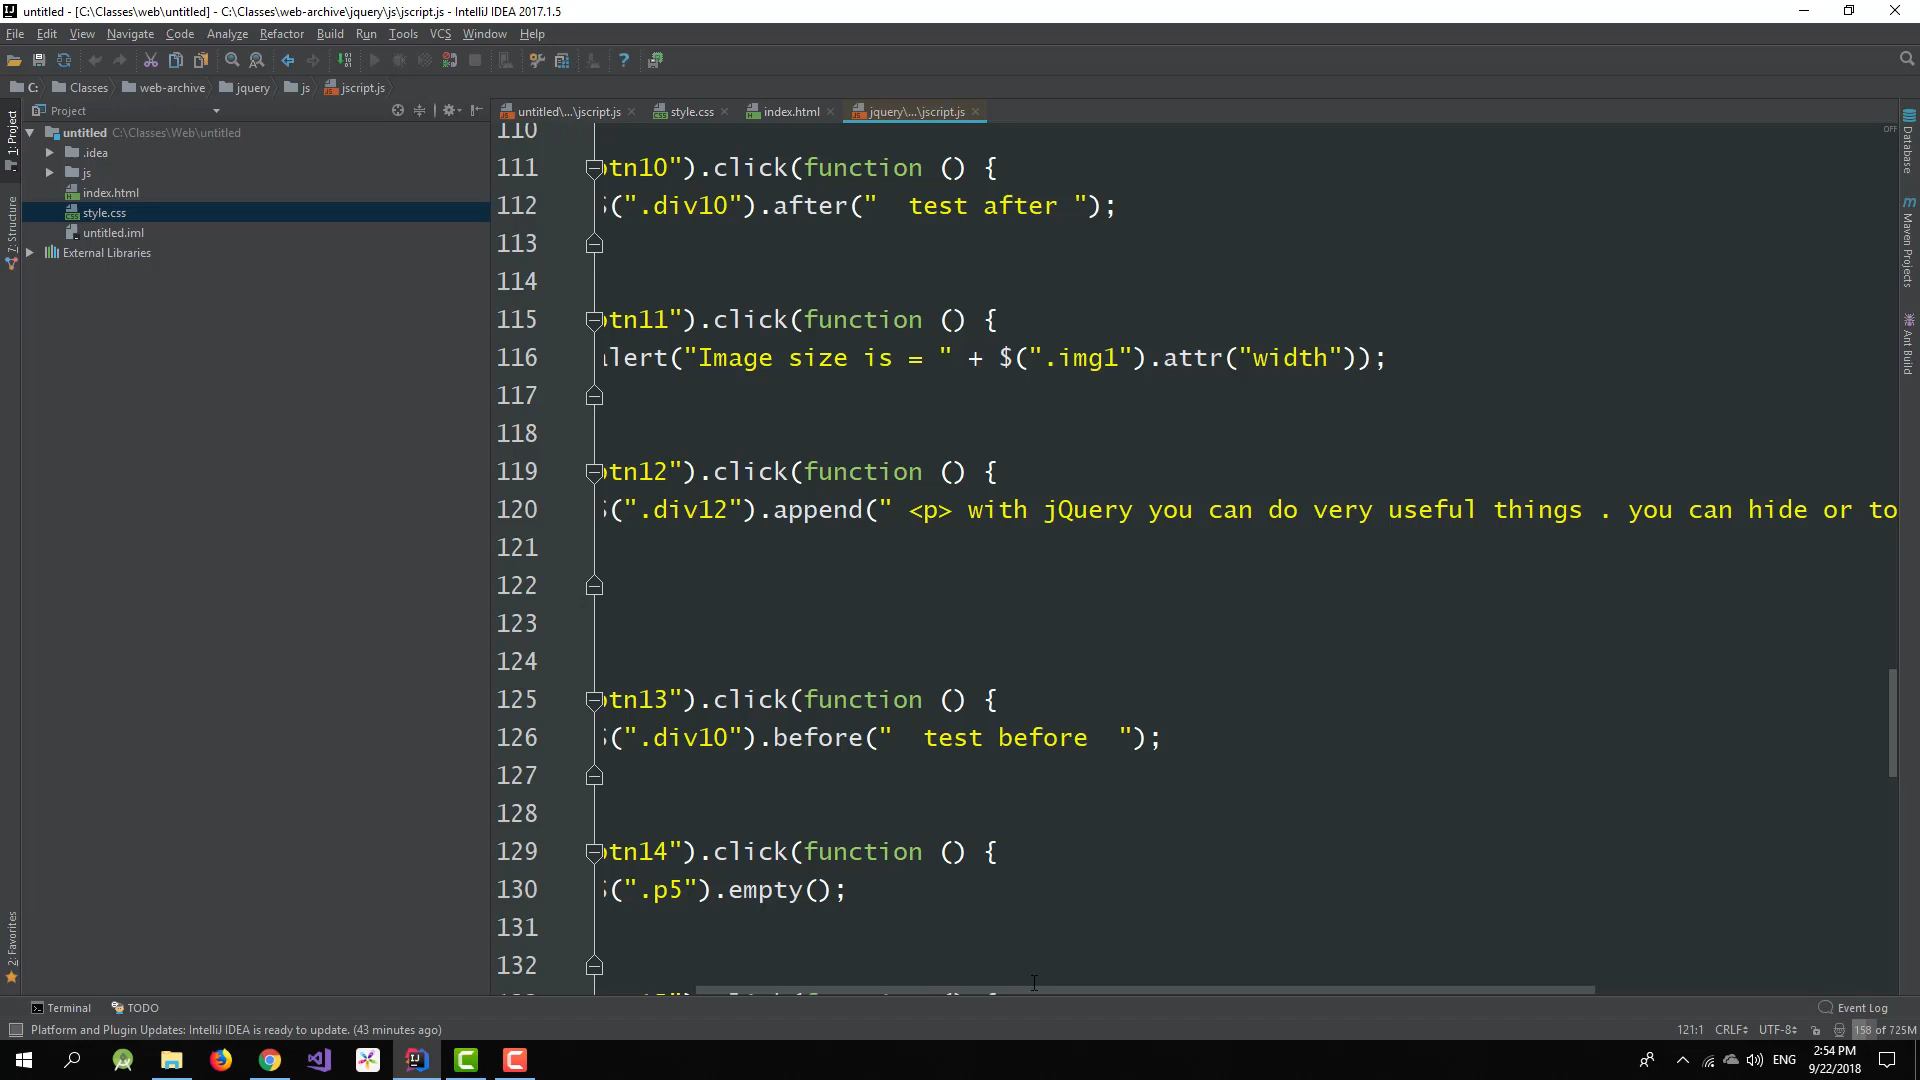 untitled - [C:\Classes\web\untitled] - C:\Classes\web-archive\jquery\js\jscript.js - IntelliJ IDEA 2017.1.5
File Edit View Navigate Code Analyze Refactor Build Run Tools VCS Window Help
C: Classes web-archive jquery js jscript.js
Project
untitled\...\jscript.js style.css index.html jquery\...\jscript.js
untitled C:\Classes\Web\untitled
.idea
js
index.html
style.css
untitled.iml
External Libraries
1: Project
7: Structure
2: Favorites
110
111 tn10").click(function () {
112 (".div10").after("  test after ");
113
114
115 tn11").click(function () {
116 lert("Image size is = " + $(".img1").attr("width"));
117
118
119 tn12").click(function () {
120 (".div12").append(" <p> with jQuery you can do very useful things . you can hide or to
121
122
123
124
125 tn13").click(function () {
126 (".div10").before("  test before  ");
127
128
129 tn14").click(function () {
130 (".p5").empty();
131
132
OFF
Database
m Maven Projects
Ant Build
Terminal TODO Event Log
Platform and Plugin Updates: IntelliJ IDEA is ready to update. (43 minutes ago) 121:1 CRLF UTF-8 158 of 725M
ENG 2:54 PM
9/22/2018